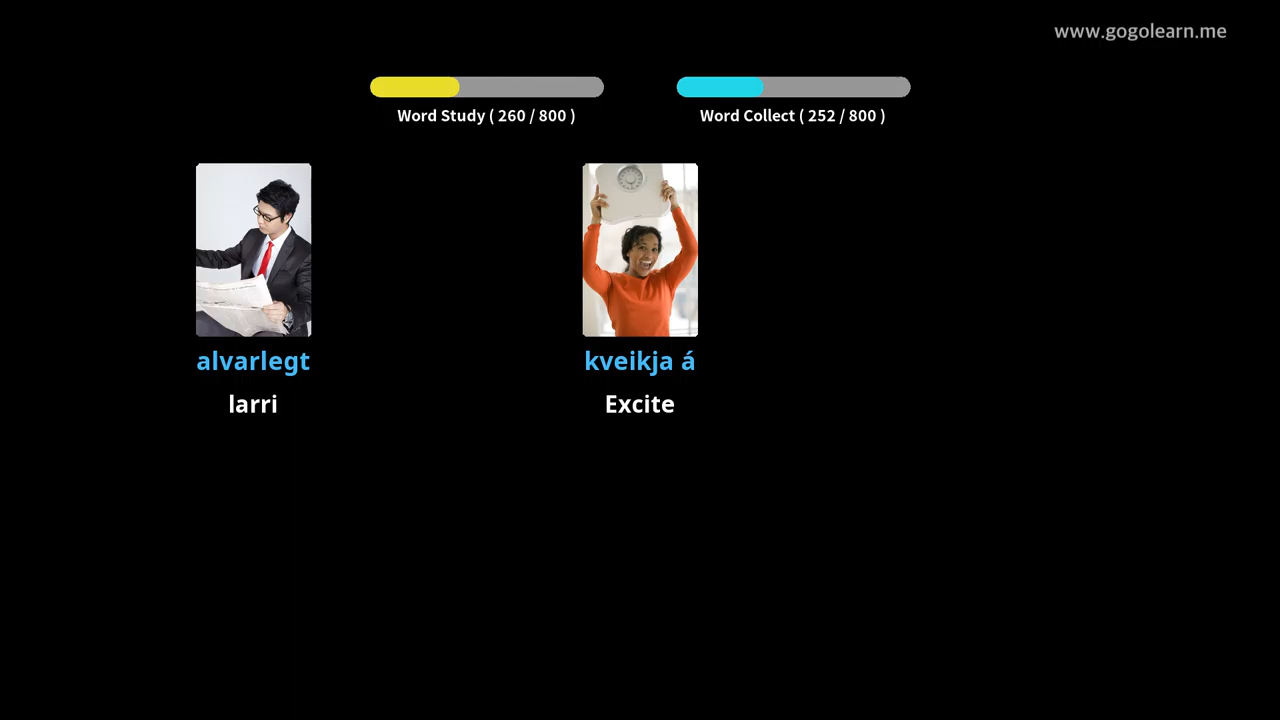 www.gogolearn.me
Word Study ( 260 / 800 )
Word Collect ( 252 / 800 )
alvarlegt
kveikja á
larri
Excite